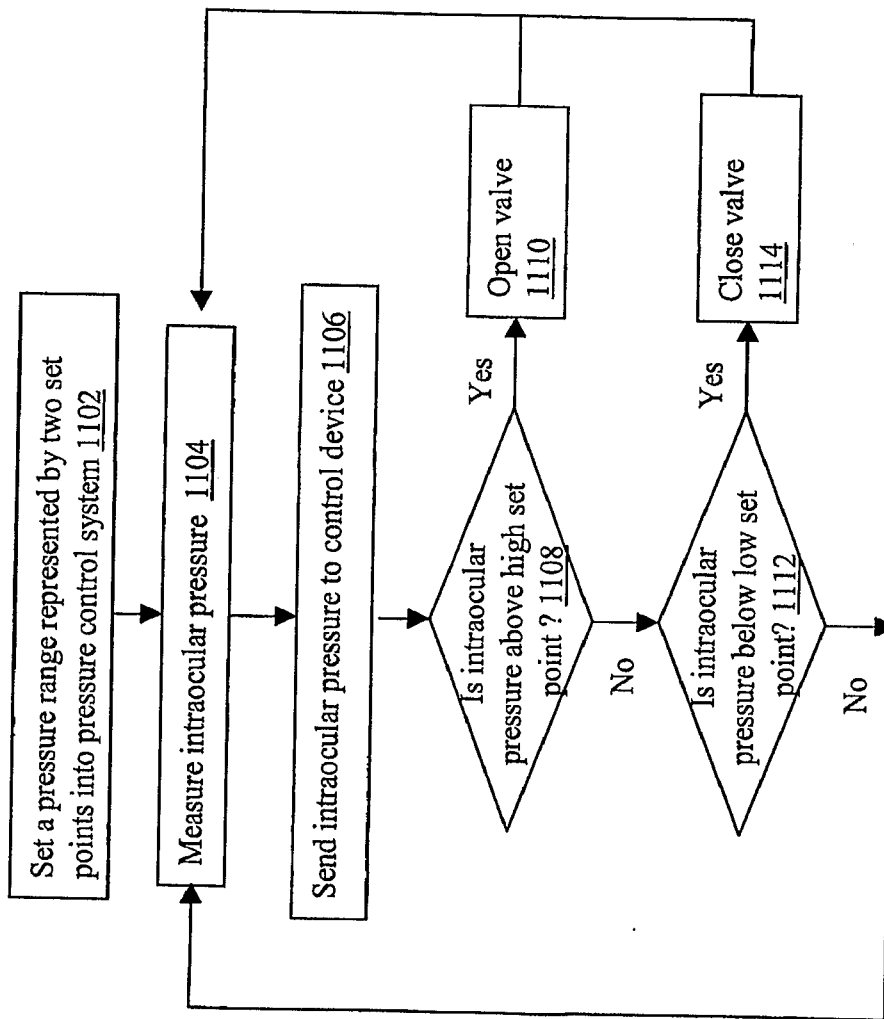 Set a pressure range represented by two set
points into pressure control system 1102
Measure intraocular pressure 1104
Send intraocular pressure to control device 1106
Is intraocular
pressure above high set
point ? 1108
Yes
Open valve
1110
No
Is intraocular
pressure below low set
point? 1112
Yes
Close valve
1114
No